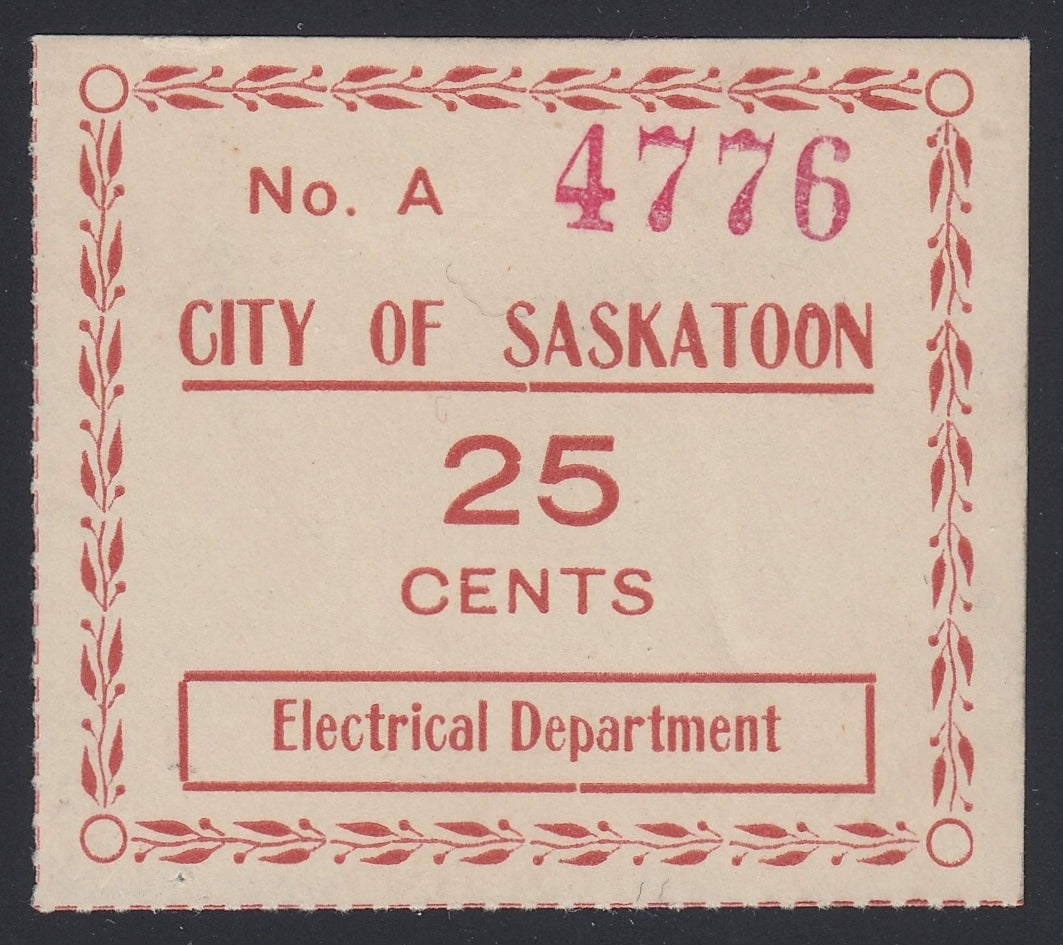 No. A 4776
CITY OF SASKATOON
25
CENTS
Electrical Department